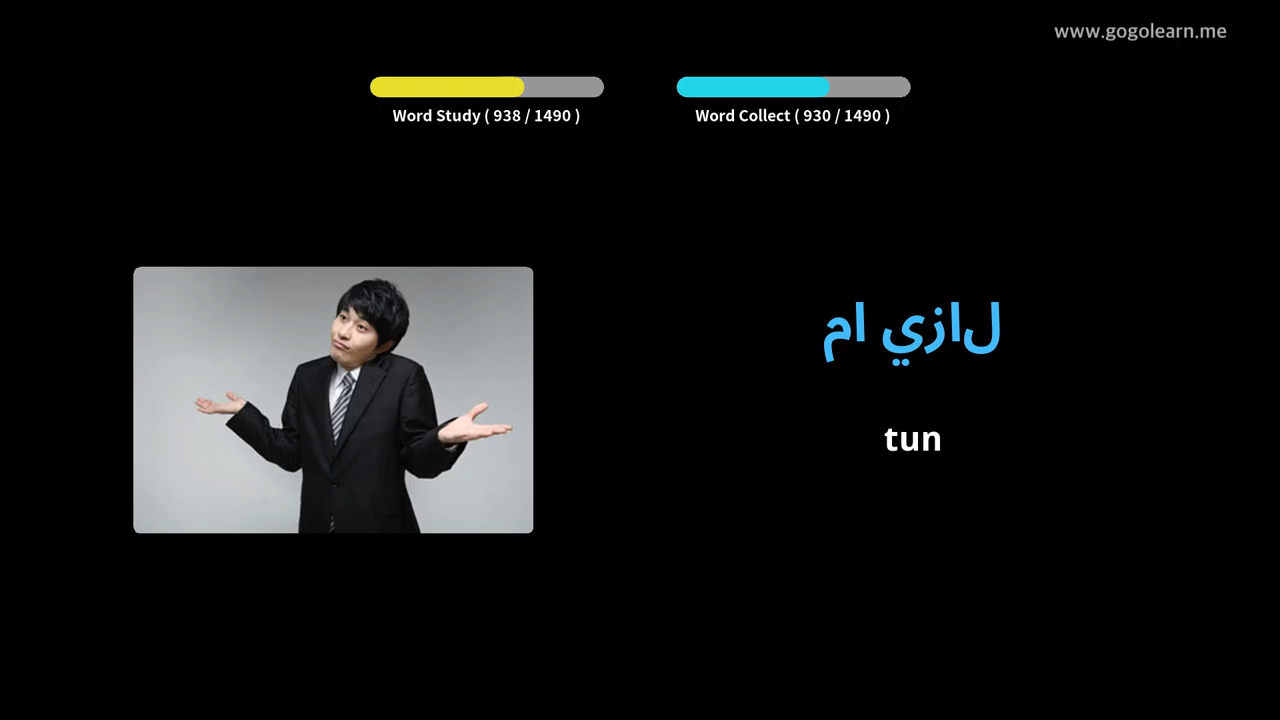 www.gogolearn.me
Word Study ( 938 / 1490 )
Word Collect ( 930 / 1490 )
لازي ام
tun